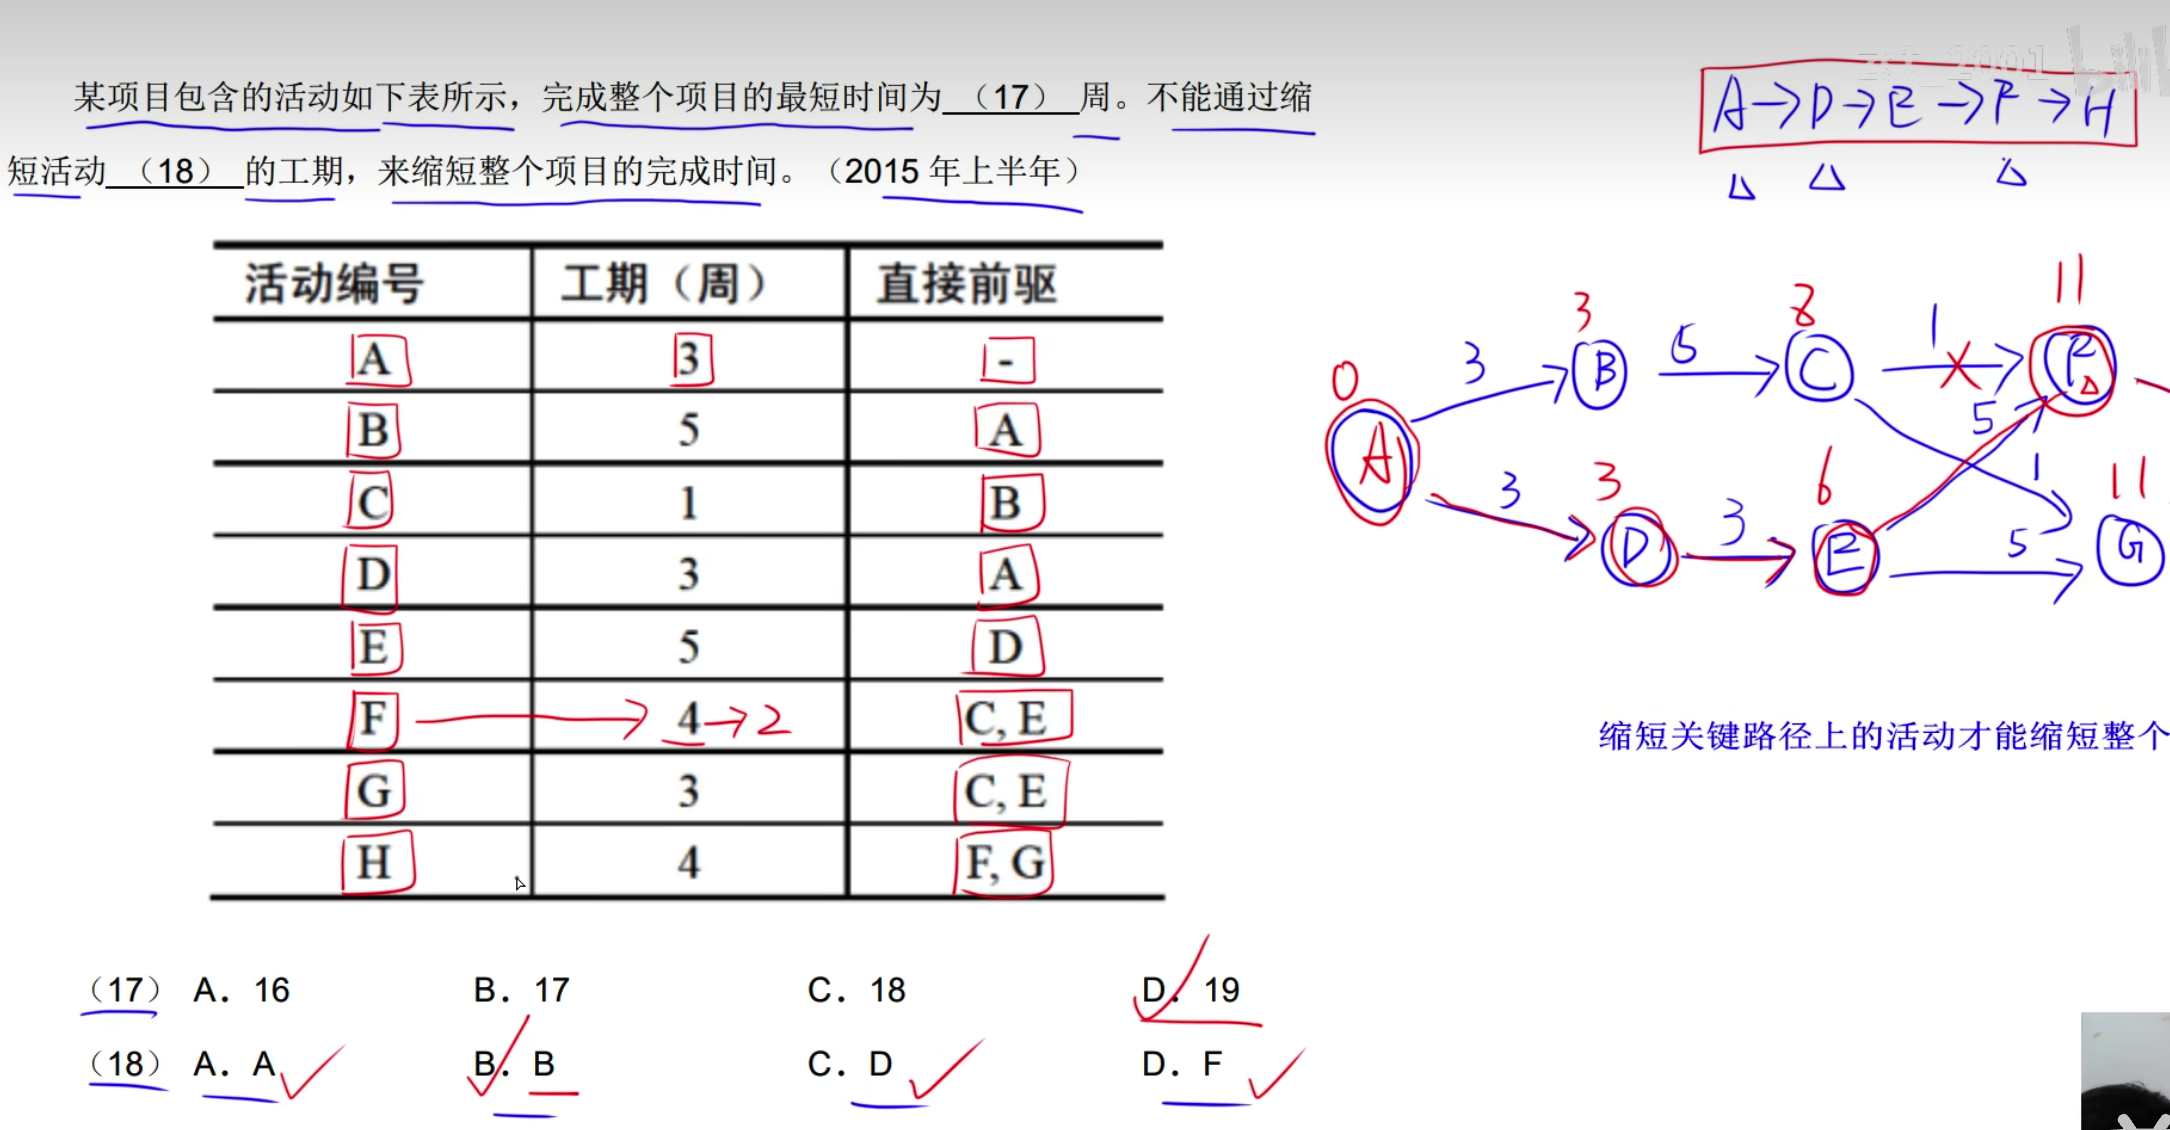 某项目包含的活动如下表所示，完成整个项目的最短时间为（17）周。不能通过缩
短活动（18）的工期，来缩短整个项目的完成时间。（2015 年上半年）
A→D→E→F→H
活动编号 工期（周） 直接前驱
A 3 -
B 5 A
C 1 B
D 3 A
E 5 D
F 4→2 C, E
G 3 C, E
H 4 F, G
0 3 8 11
A 3 B 5 C 1 F
5 1
3 6 11
3 D 3 E 5 G
缩短关键路径上的活动才能缩短整个
（17） A. 16 B. 17 C. 18 D. 19
（18） A. A B. B C. D D. F